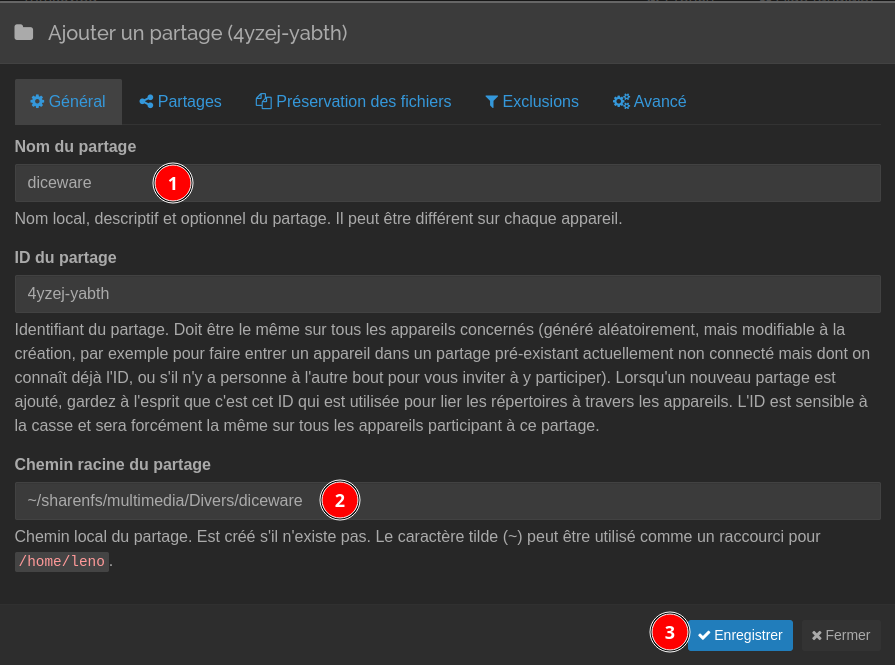 Ajouter un partage (4yzej-yabth)
Général Partages Préservation des fichiers Exclusions Avancé
Nom du partage
diceware 1
Nom local, descriptif et optionnel du partage. Il peut être différent sur chaque appareil.
ID du partage
4yzej-yabth
Identifiant du partage. Doit être le même sur tous les appareils concernés (généré aléatoirement, mais modifiable à la
création, par exemple pour faire entrer un appareil dans un partage pré-existant actuellement non connecté mais dont on
connaît déjà l'ID, ou s'il n'y a personne à l'autre bout pour vous inviter à y participer). Lorsqu'un nouveau partage est
ajouté, gardez à l'esprit que c'est cet ID qui est utilisée pour lier les répertoires à travers les appareils. L'ID est sensible à
la casse et sera forcément la même sur tous les appareils participant à ce partage.
Chemin racine du partage
~/sharenfs/multimedia/Divers/diceware 2
Chemin local du partage. Est créé s'il n'existe pas. Le caractère tilde (~) peut être utilisé comme un raccourci pour
/home/leno.
3 Enregistrer Fermer